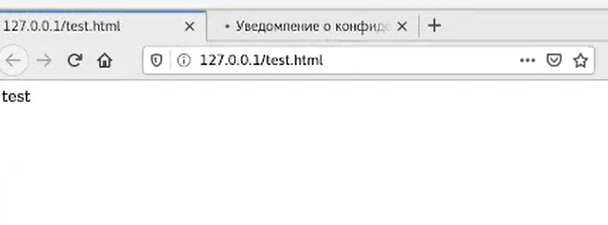 127.0.0.1/test.html Уведомление о конфиде
127.0.0.1/test.html
test